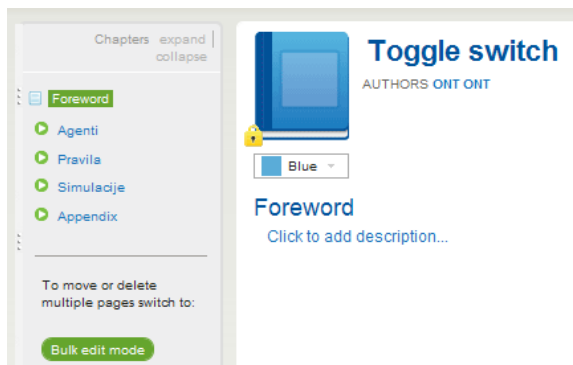 Chapters expand |
collapse
Foreword
Agenti
Pravila
Simulacije
Appendix
To move or delete
multiple pages switch to:
Bulk edit mode
Toggle switch
AUTHORS ONT ONT
Blue
Foreword
Click to add description...